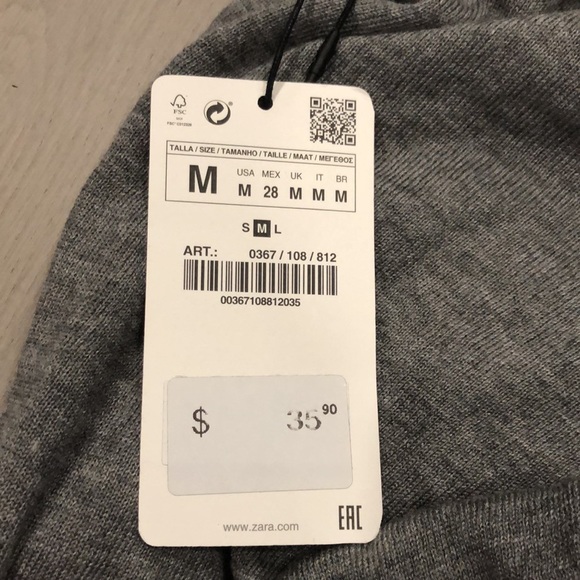 FSC
TALLA / SIZE / TAMANHO / TAILLE / MAAT / ΜΕΓΕΘΟΣ
M
USA MEX UK IT BR
M 28 M M M
S M L
ART.: 0367 / 108 / 812
00367108812035
$ 35 90
www.zara.com
EAC